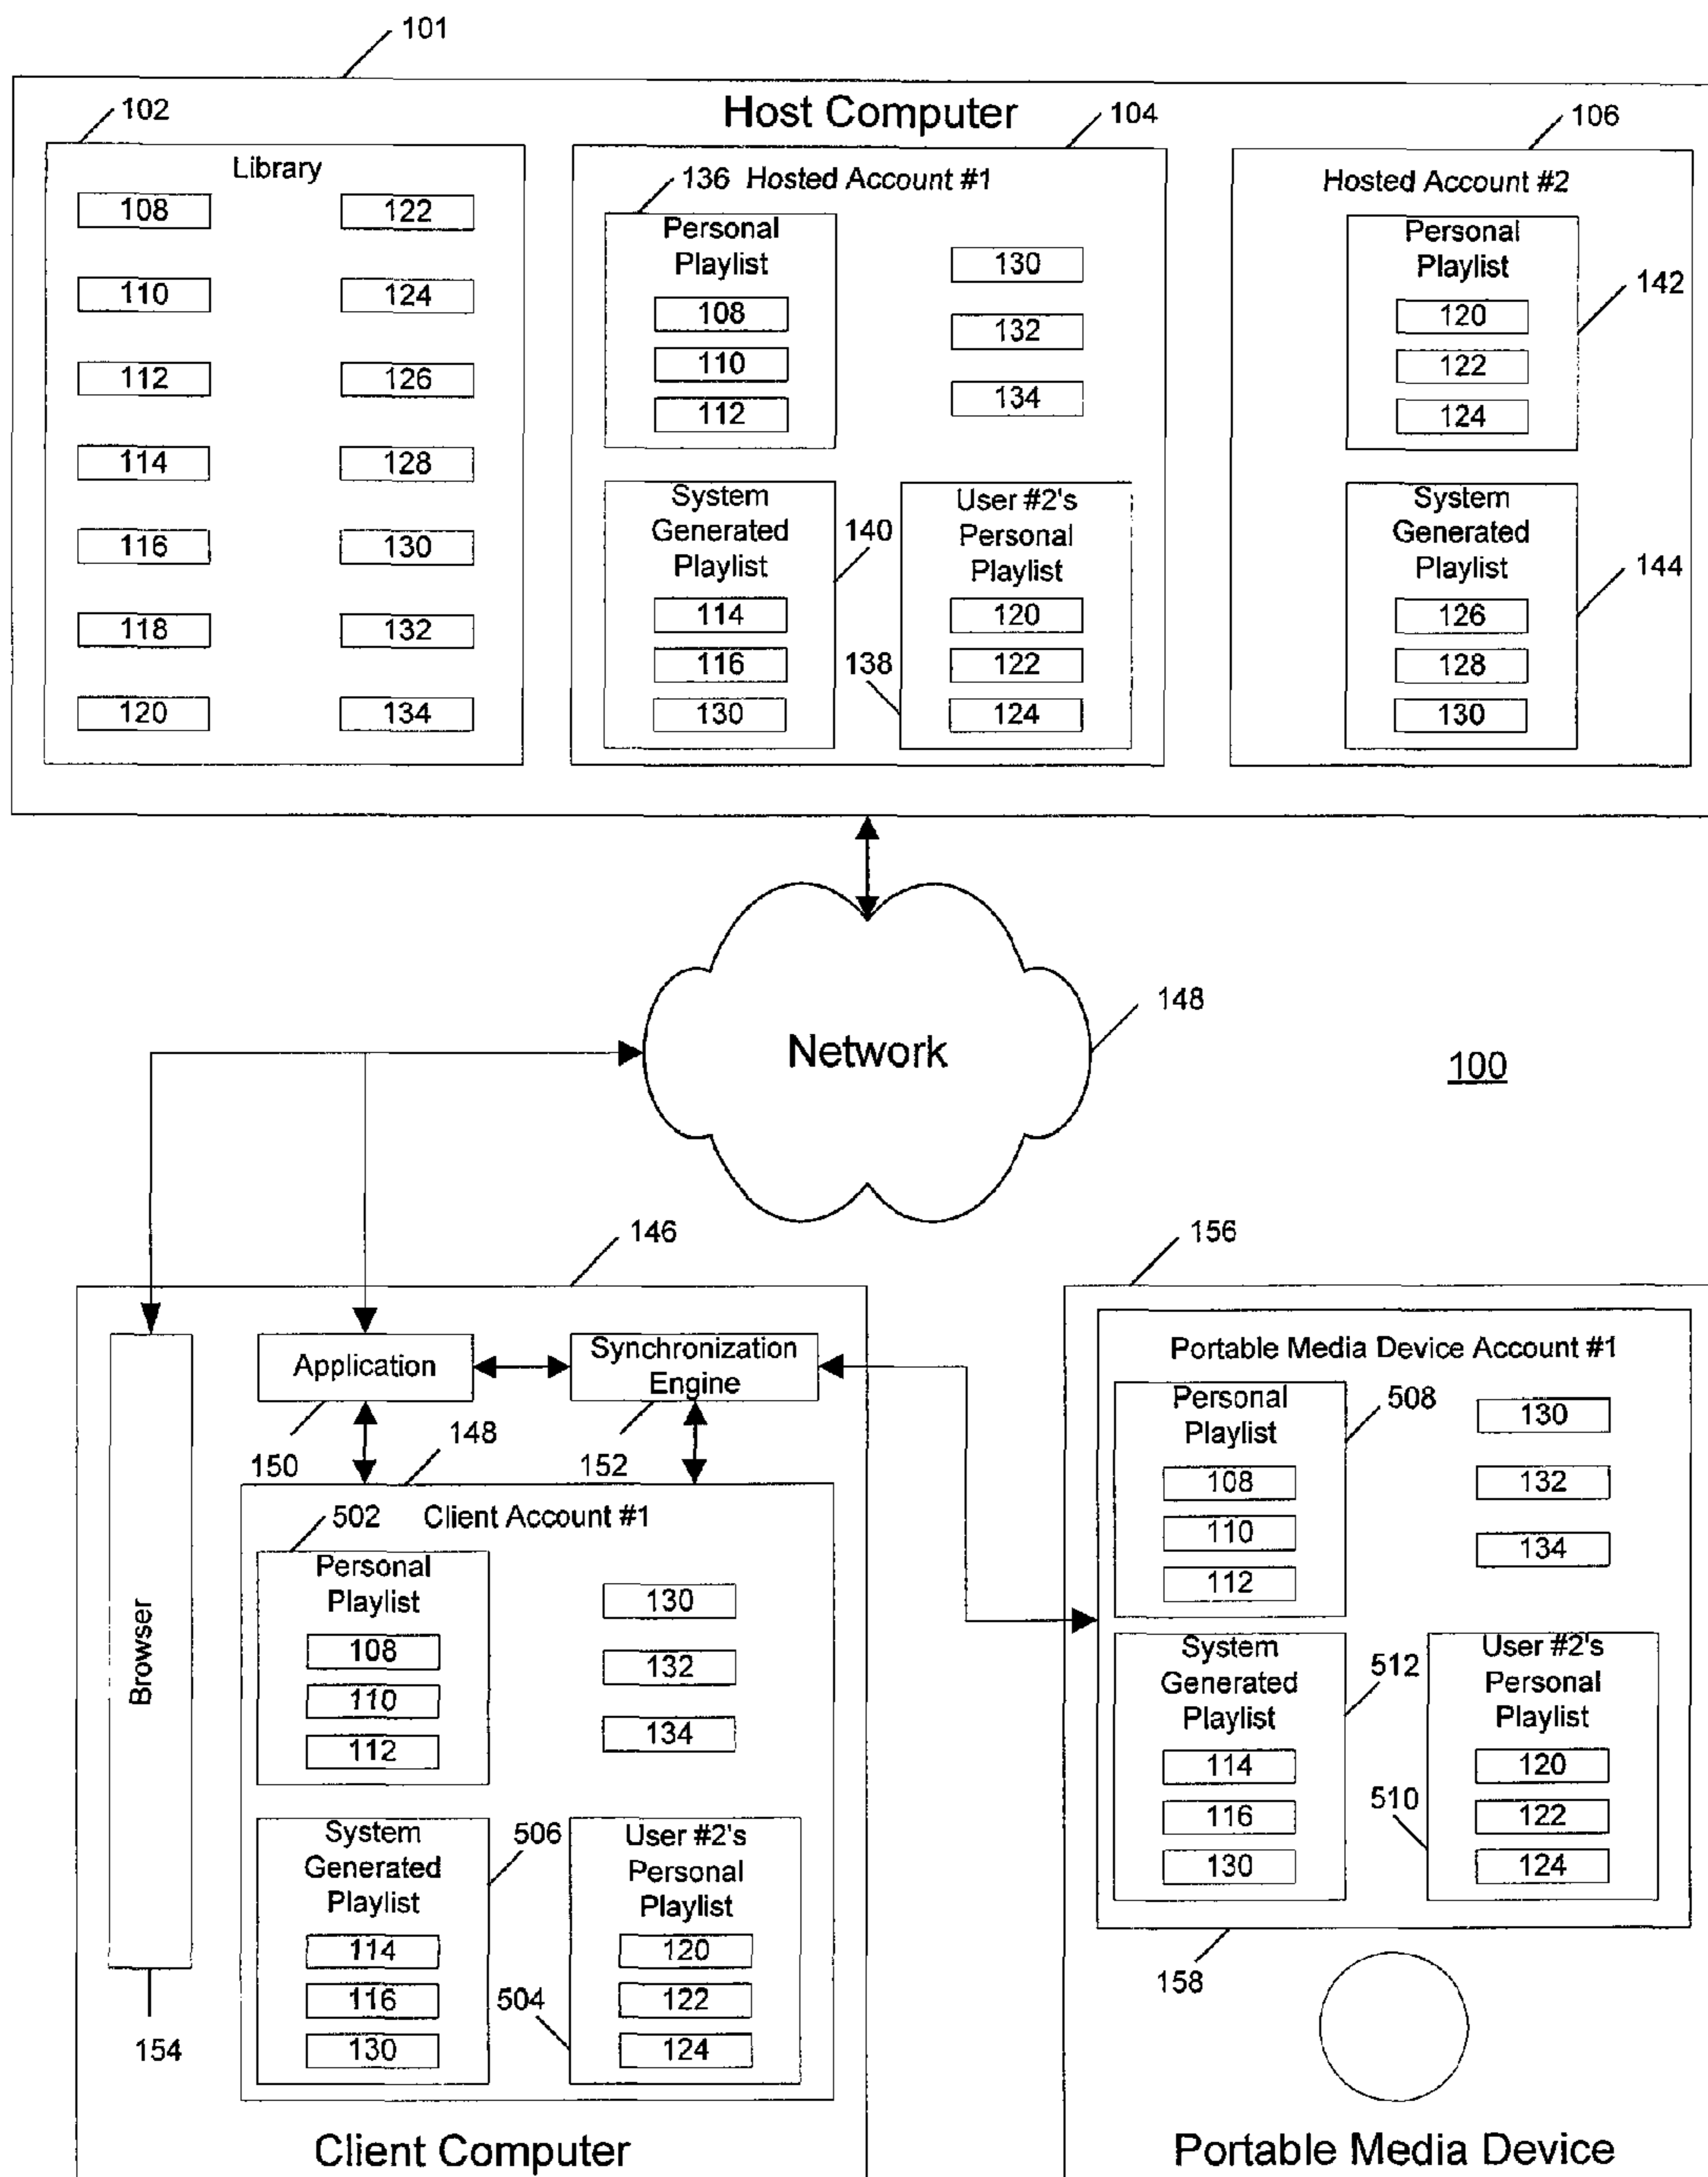 101
Host Computer
102
104
106
Library
108
122
110
124
112
126
114
128
116
130
118
132
120
134
136 Hosted Account #1
Personal
Playlist
108
110
112
130
132
134
System
Generated
Playlist
114
116
130
140
User #2's
Personal
Playlist
120
122
124
138
Hosted Account #2
Personal
Playlist
120
122
124
142
System
Generated
Playlist
126
128
130
144
Network
148
100
146
Browser
154
Application
150
Synchronization
Engine
152
148
502 Client Account #1
Personal
Playlist
108
110
112
130
132
134
System
Generated
Playlist
114
116
130
506
User #2's
Personal
Playlist
120
122
124
504
Client Computer
156
Portable Media Device Account #1
Personal
Playlist
108
110
112
508
130
132
134
System
Generated
Playlist
114
116
130
512
User #2's
Personal
Playlist
120
122
124
510
158
Portable Media Device